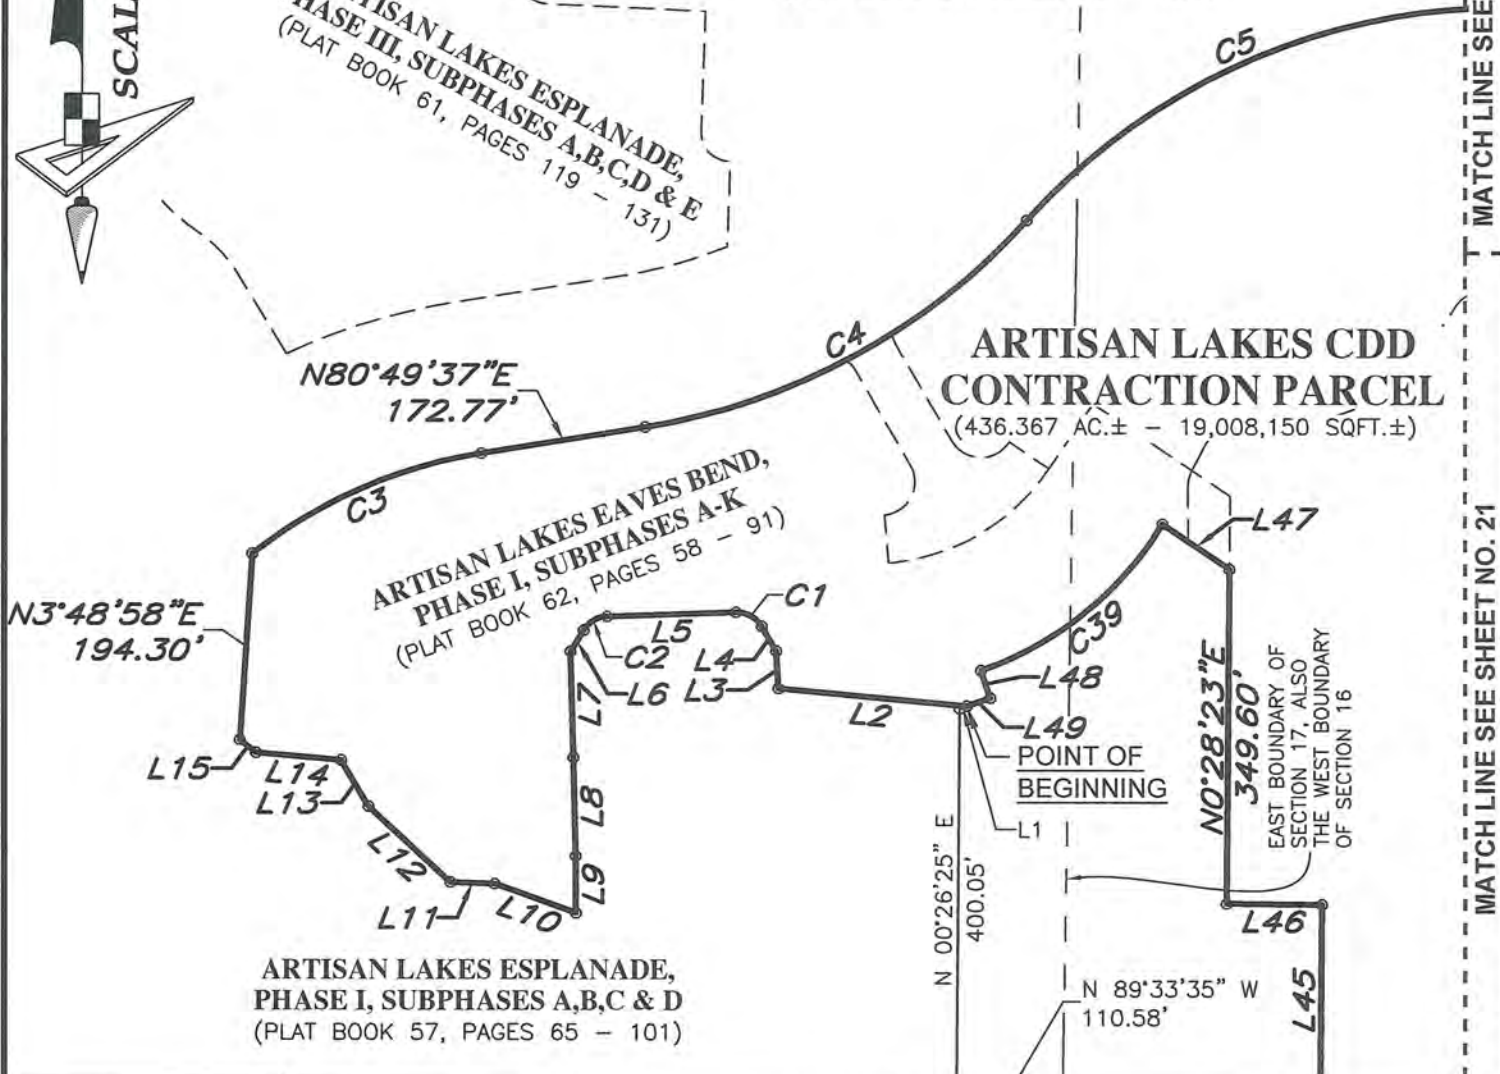 SCAL
TISAN LAKES ESPLANADE,
HASE III, SUBPHASES A,B,C,D & E
(PLAT BOOK 61, PAGES 119 – 131)
C5
MATCH LINE SEE
C4
N80°49'37"E
172.77'
ARTISAN LAKES CDD
CONTRACTION PARCEL
(436.367 AC.± – 19,008,150 SQFT.±)
C3
ARTISAN LAKES EAVES BEND,
PHASE I, SUBPHASES A-K
(PLAT BOOK 62, PAGES 58 – 91)
L47
N3°48'58"E
194.30'
C1
L5
C2
L4
L6
L3
L7
C39
L48
L2
L49
POINT OF
BEGINNING
L1
N0°28'23"E
349.60'
EAST BOUNDARY OF
SECTION 17, ALSO
THE WEST BOUNDARY
OF SECTION 16
MATCH LINE SEE SHEET NO. 21
L15
L14
L13
L8
L12
L9
L11
L10
N 00°26'25" E
400.05'
L46
ARTISAN LAKES ESPLANADE,
PHASE I, SUBPHASES A,B,C & D
(PLAT BOOK 57, PAGES 65 – 101)
N 89°33'35" W
110.58'
L45